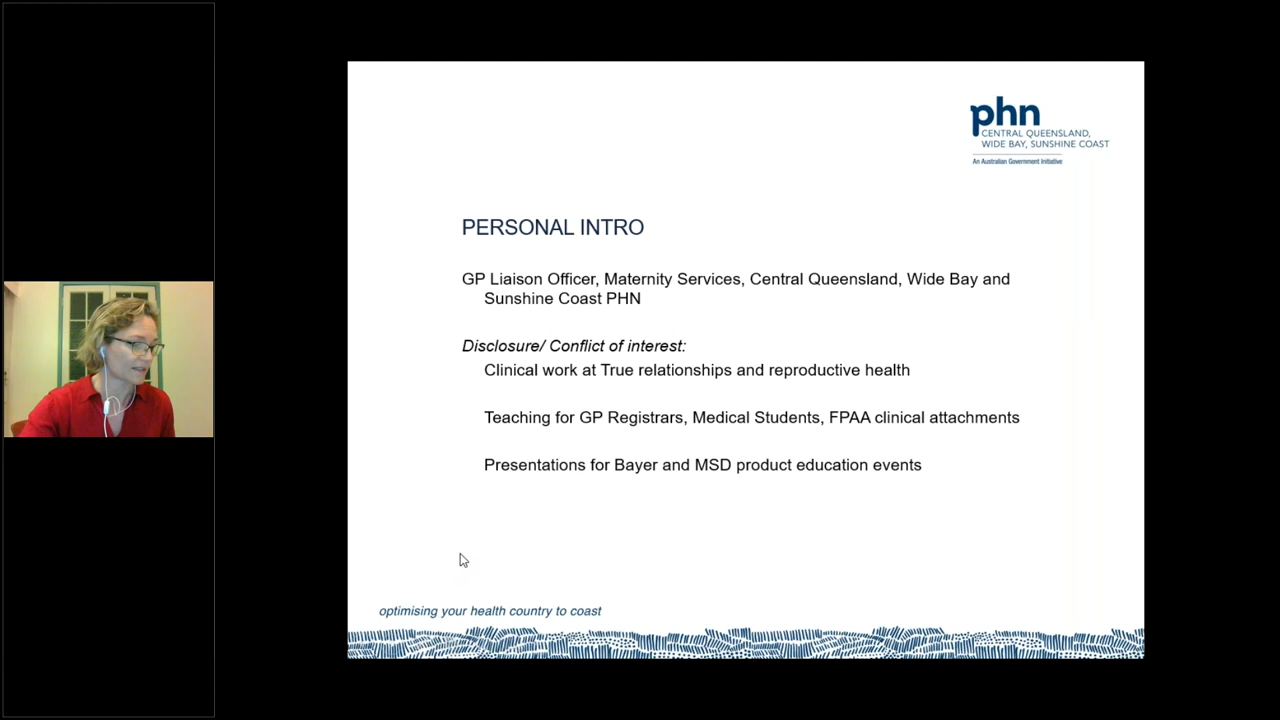 phn
CENTRAL QUEENSLAND,
WIDE BAY, SUNSHINE COAST
An Australian Government Initiative
PERSONAL INTRO
GP Liaison Officer, Maternity Services, Central Queensland, Wide Bay and
Sunshine Coast PHN
Disclosure/ Conflict of interest:
Clinical work at True relationships and reproductive health
Teaching for GP Registrars, Medical Students, FPAA clinical attachments
Presentations for Bayer and MSD product education events
optimising your health country to coast